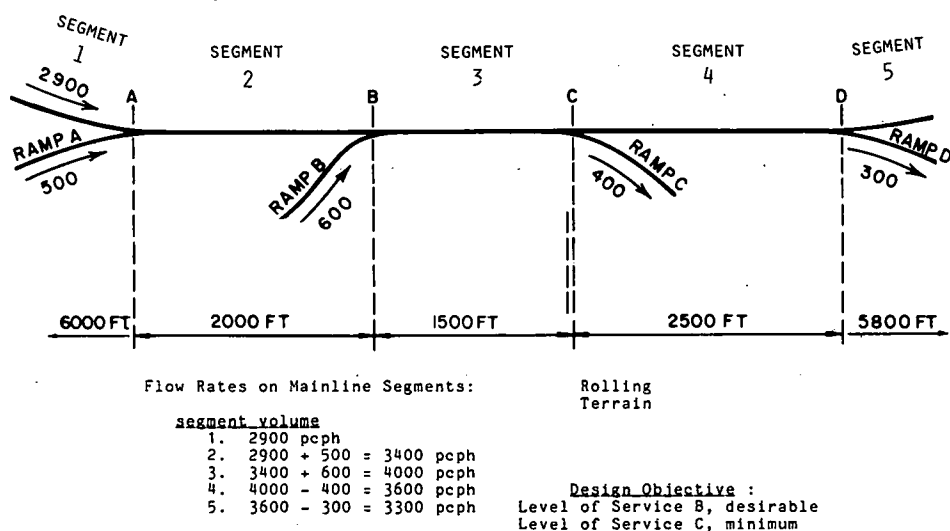 SEGMENT
1
SEGMENT
2
SEGMENT
3
SEGMENT
4
SEGMENT
5
2900
A
B
C
D
RAMP A
500
RAMP B
600
RAMP C
400
RAMP D
300
6000 FT
2000 FT
1500 FT
2500 FT
5800 FT
Flow Rates on Mainline Segments:
Rolling
Terrain
segment volume
1. 2900 pcph
2. 2900 + 500 = 3400 pcph
3. 3400 + 600 = 4000 pcph
4. 4000 - 400 = 3600 pcph
5. 3600 - 300 = 3300 pcph
Design Objective :
Level of Service B, desirable
Level of Service C, minimum